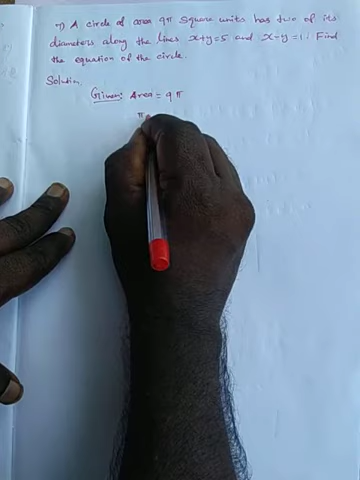 7) A circle of area 9π square units has two of its
diameters along the lines x+y=5 and x-y=1. Find
the equation of the circle.
Solution
Given: Area = 9π
π